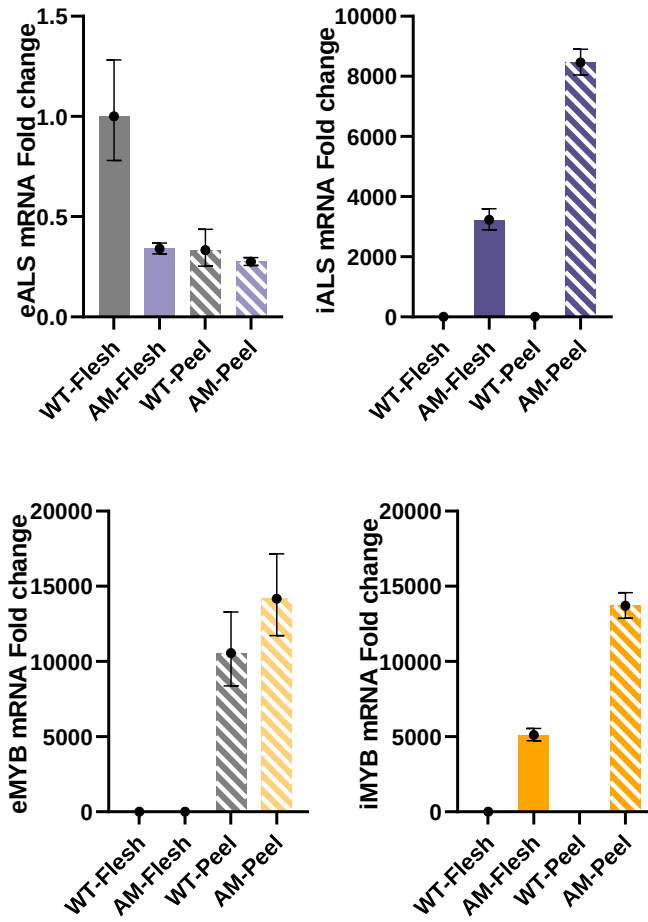 eALS mRNA Fold change
1.5
1.0
0.5
0.0
WT-Flesh
AM-Flesh
WT-Peel
AM-Peel
iALS mRNA Fold change
10000
8000
6000
4000
2000
0
WT-Flesh
AM-Flesh
WT-Peel
AM-Peel
eMYB mRNA Fold change
20000
15000
10000
5000
0
WT-Flesh
AM-Flesh
WT-Peel
AM-Peel
iMYB mRNA Fold change
20000
15000
10000
5000
0
WT-Flesh
AM-Flesh
WT-Peel
AM-Peel